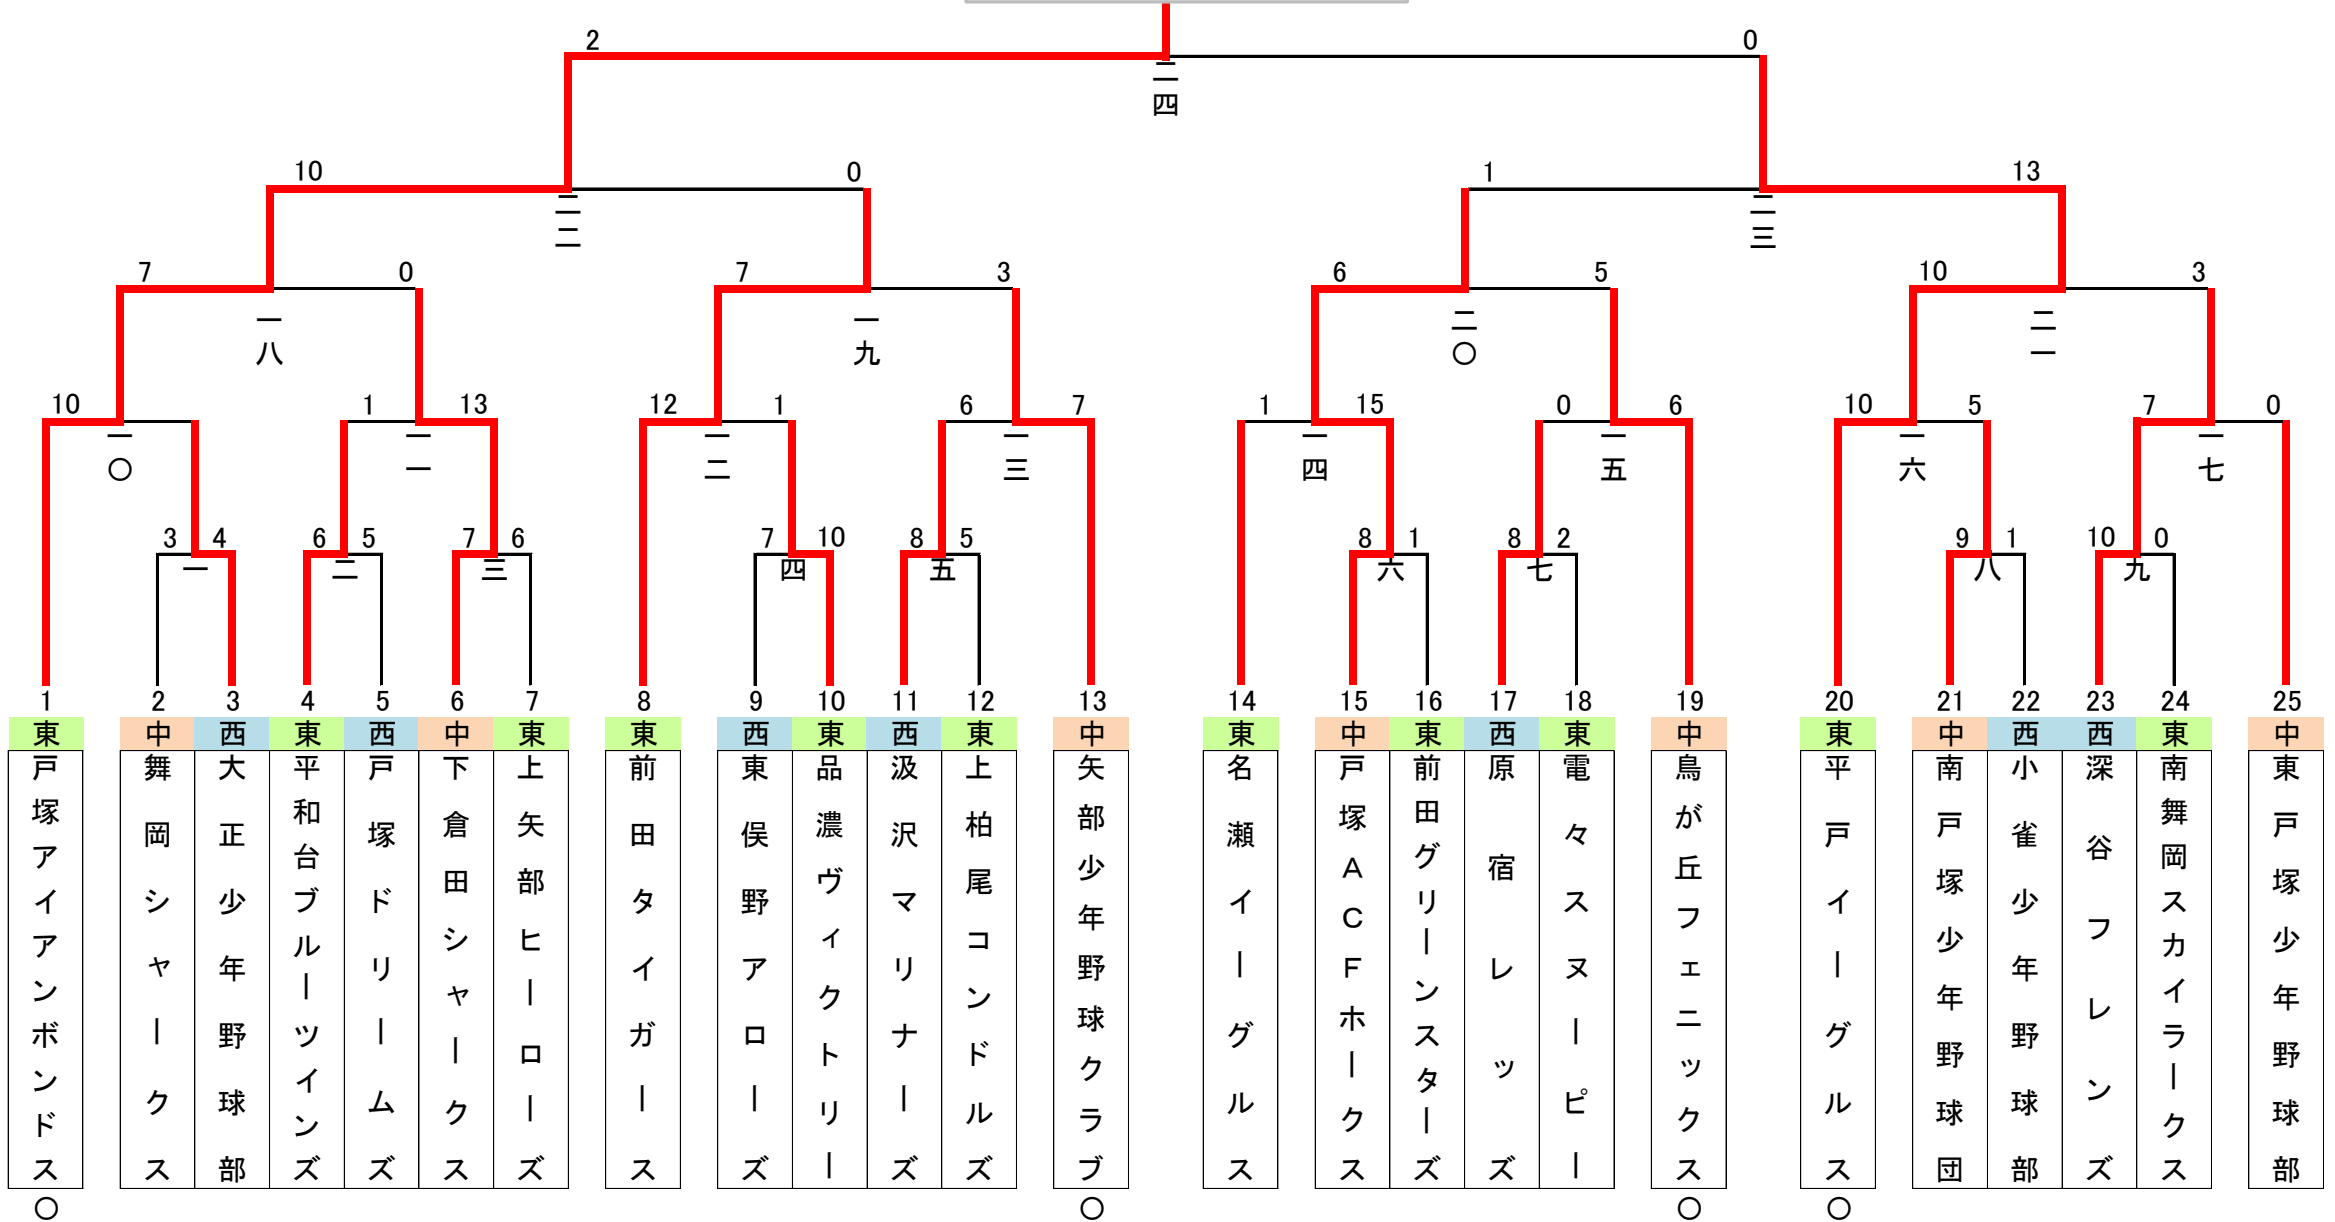 2 0
二四
10 0 1 13
二二 二三
7 0 7 3 6 5 10 3
一八 一九 二〇 二一
10 1 13 12 1 6 7 1 15 0 6 10 5 7 0
一〇 一一 一二 一三 一四 一五 一六 一七
3 4 6 5 7 6 7 10 8 5 8 1 8 2 9 1 10 0
一 二 三 四 五 六 七 八 九
1 2 3 4 5 6 7 8 9 10 11 12 13 14 15 16 17 18 19 20 21 22 23 24 25
東 中 西 東 西 中 東 東 西 東 西 東 中 東 中 東 西 東 中 東 中 西 西 東 中
戸塚アイアンボンドス
舞岡シャークス
大正少年野球部
平和台ブルーツインズ
戸塚ドリームズ
下倉田シャークス
上矢部ヒーローズ
前田タイガース
東俣野アローズ
品濃ヴィクトリー
汲沢マリナーズ
上柏尾コンドルズ
矢部少年野球クラブ
名瀬イーグルス
戸塚ACFホークス
前田グリーンスターズ
原宿レッズ
電々スヌーピー
鳥が丘フェニックス
平戸イーグルス
南戸塚少年野球団
小雀少年野球部
深谷フレンズ
南舞岡スカイラークス
東戸塚少年野球部
〇 〇 〇 〇